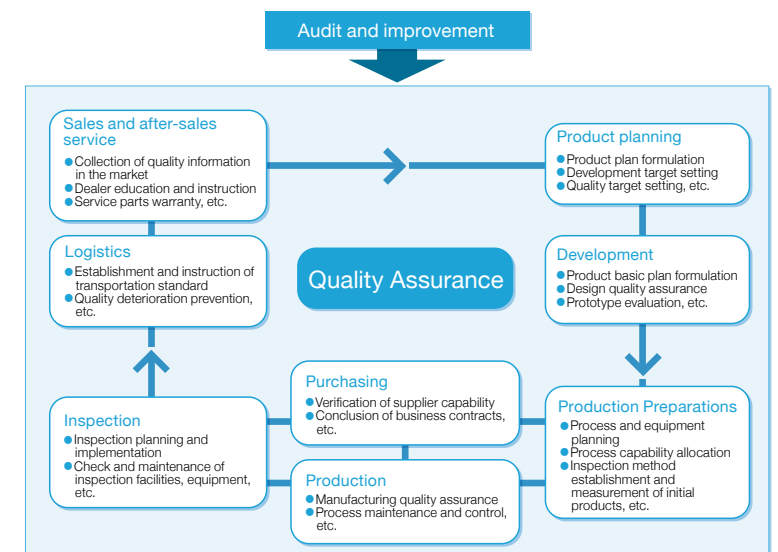 Audit and improvement
Sales and after-sales
service
●Collection of quality information
in the market
●Dealer education and instruction
●Service parts warranty, etc.
Product planning
●Product plan formulation
●Development target setting
●Quality target setting, etc.
Logistics
●Establishment and instruction of
transportation standard
●Quality deterioration prevention,
etc.
Quality Assurance
Development
●Product basic plan formulation
●Design quality assurance
●Prototype evaluation, etc.
Purchasing
●Verification of supplier capability
●Conclusion of business contracts,
etc.
Inspection
●Inspection planning and
implementation
●Check and maintenance of
inspection facilities, equipment,
etc.
Production Preparations
●Process and equipment
planning
●Process capability allocation
●Inspection method
establishment and
measurement of initial
products, etc.
Production
●Manufacturing quality assurance
●Process maintenance and control,
etc.